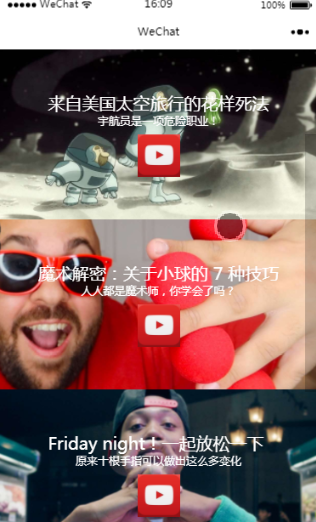 ●●●●● WeChat 16:09 100%
WeChat
来自美国太空旅行的花样死法
宇航员是一项危险职业！
魔术解密：关于小球的 7 种技巧
人人都是魔术师，你学会了吗？
Friday night！一起放松一下
原来十根手指可以做出这么多变化